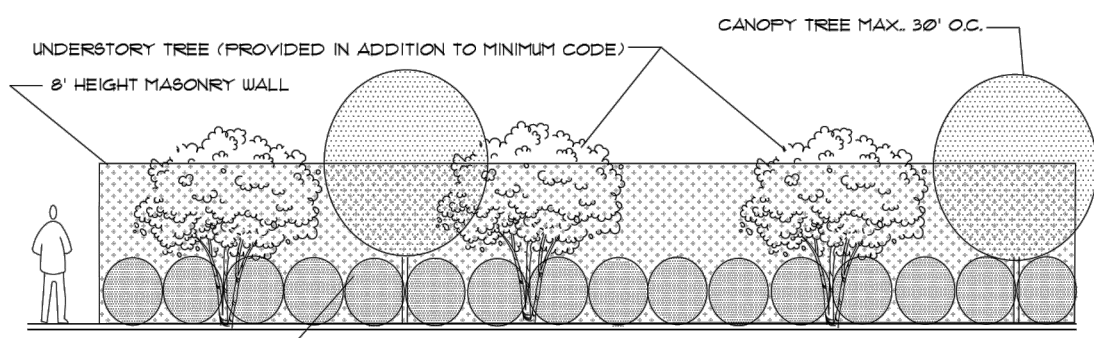 CANOPY TREE MAX.. 30' O.C.
UNDERSTORY TREE (PROVIDED IN ADDITION TO MINIMUM CODE)
8' HEIGHT MASONRY WALL